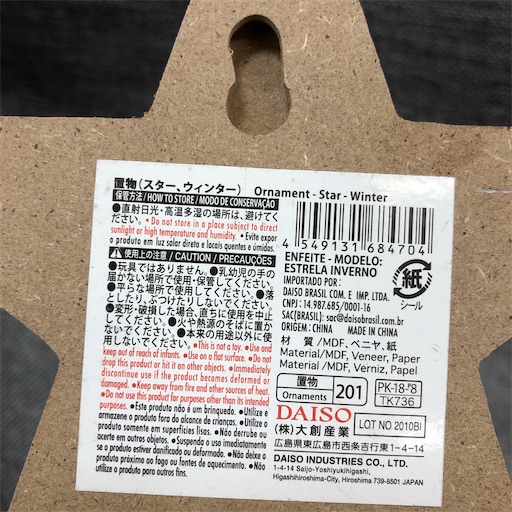 置物(スター、ウィンター) Ornament - Star - Winter
保管方法/HOW TO STORE/MODO DE CONSERVAÇÃO
●直射日光・高温多湿の場所は、避けてく
ださい。 • Do not store in a place subject to direct
sunlight or high temperature and humidity. • Evite expor
o produto em luz solar direta e locais quentes e úmidos.
⚠使用上の注意/CAUTION/PRECAUÇÕES
●玩具ではありません。●乳幼児の手の
届かない場所で使用・保管してください。
●平らな場所で使用してください。●落
としたり、ぶつけたりしないでください。
●変形・破損した場合、直ちに使用を中止
してください。●火や熱源のそばに置か
ないでください。●本来の用途以外に使
用しないでください。 •This is not a toy. •Use and
keep out of reach of infants. •Use on a flat surface. •Do not
drop this product or hit it on other objects. •Immediately
discontinue use if the product becomes deformed or
damaged. •Keep away from fire and other sources of heat.
•Do not use this product for purposes other than its
intended use. •Este produto não é um brinquedo. •Utilize e
armazene fora do alcance de crianças. •Utilize o produto
em superfícies niveladas. •Não derrube ou
acerte em outros objetos. •Suspenda o uso imediatamente
se o produto estiver danificado ou deformado. •Não deixe o
produto próximo ao fogo ou fontes de aquecimento. •Não
utilize o produto para outros fins.
4 549131 684704
ENFEITE - MODELO:
ESTRELA INVERNO
IMPORTADO POR:
DAISO BRASIL COM. E IMP. LTDA.
CNPJ: 14.987.685/0001-16
SAC(BRASIL): sac@daisobrasil.com.br
ORIGEM: CHINA MADE IN CHINA
紙
シール
材 質/MDF、ベニヤ、紙
Material/MDF, Veneer, Paper
Material/MDF, Verniz, Papel
置物
Ornaments
201
PK-18-'8
TK736
DAISO
LOT NO 2010BI
(株)大創産業
広島県東広島市西条吉行東1-4-14
DAISO INDUSTRIES CO., LTD.
1-4-14 Saijo-Yoshiyukihigashi,
Higashihiroshima, Hiroshima 739-8501 JAPAN